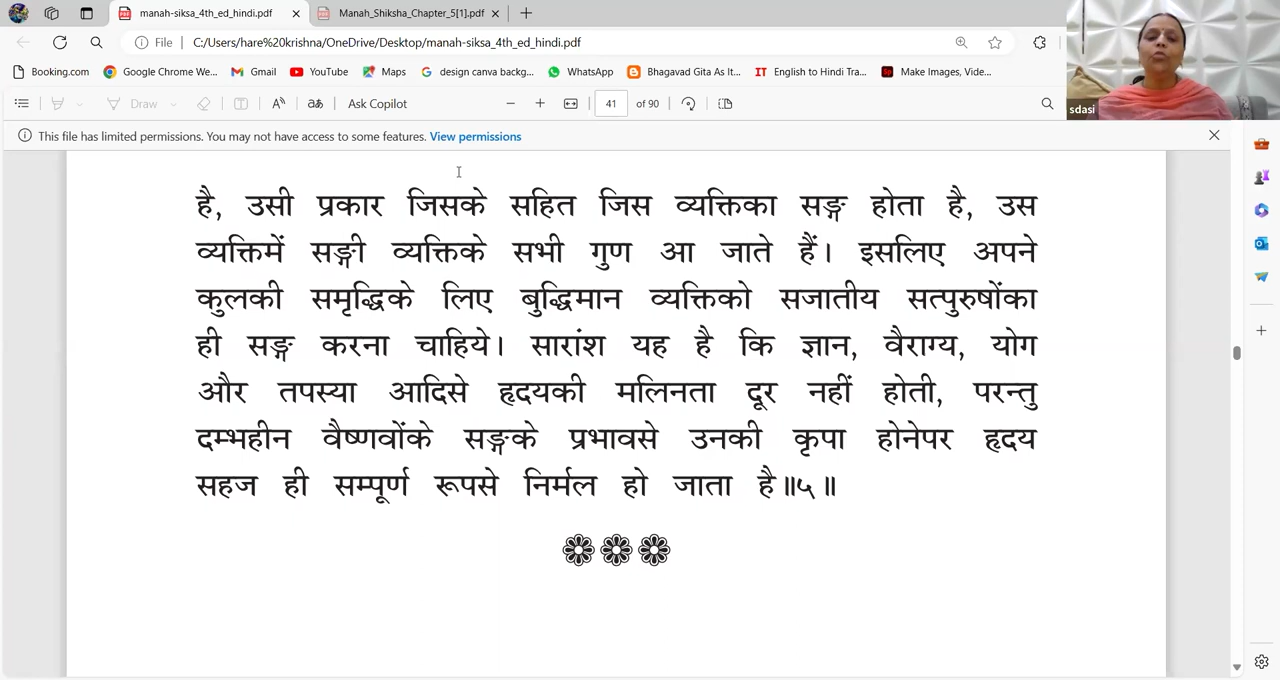 manah-siksa_4th_ed_hindi.pdf
Manah_Shiksha_Chapter_5[1].pdf
File
C:/Users/hare%20krishna/OneDrive/Desktop/manah-siksa_4th_ed_hindi.pdf
Booking.com
Google Chrome We...
Gmail
YouTube
Maps
design canva backg...
WhatsApp
Bhagavad Gita As It...
IT English to Hindi Tra...
Make Images, Vide...
Draw
Ask Copilot
41 of 90
sdasi
This file has limited permissions. You may not have access to some features. View permissions
है, उसी प्रकार जिसके सहित जिस व्यक्तिका सङ्ग होता है, उस
व्यक्तिमें सङ्गी व्यक्तिके सभी गुण आ जाते हैं। इसलिए अपने
कुलकी समृद्धिके लिए बुद्धिमान व्यक्तिको सजातीय सत्पुरुषोंका
ही सङ्ग करना चाहिये। सारांश यह है कि ज्ञान, वैराग्य, योग
और तपस्या आदिसे हृदयकी मलिनता दूर नहीं होती, परन्तु
दम्भहीन वैष्णवोंके सङ्गके प्रभावसे उनकी कृपा होनेपर हृदय
सहज ही सम्पूर्ण रूपसे निर्मल हो जाता है॥५॥